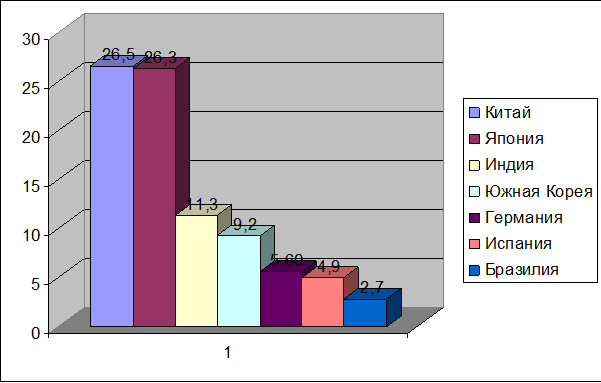 30
25
20
15
10
5
0
26,5
26,3
11,3
9,2
5,60
4,9
2,7
1
Китай
Япония
Индия
Южная Корея
Германия
Испания
Бразилия